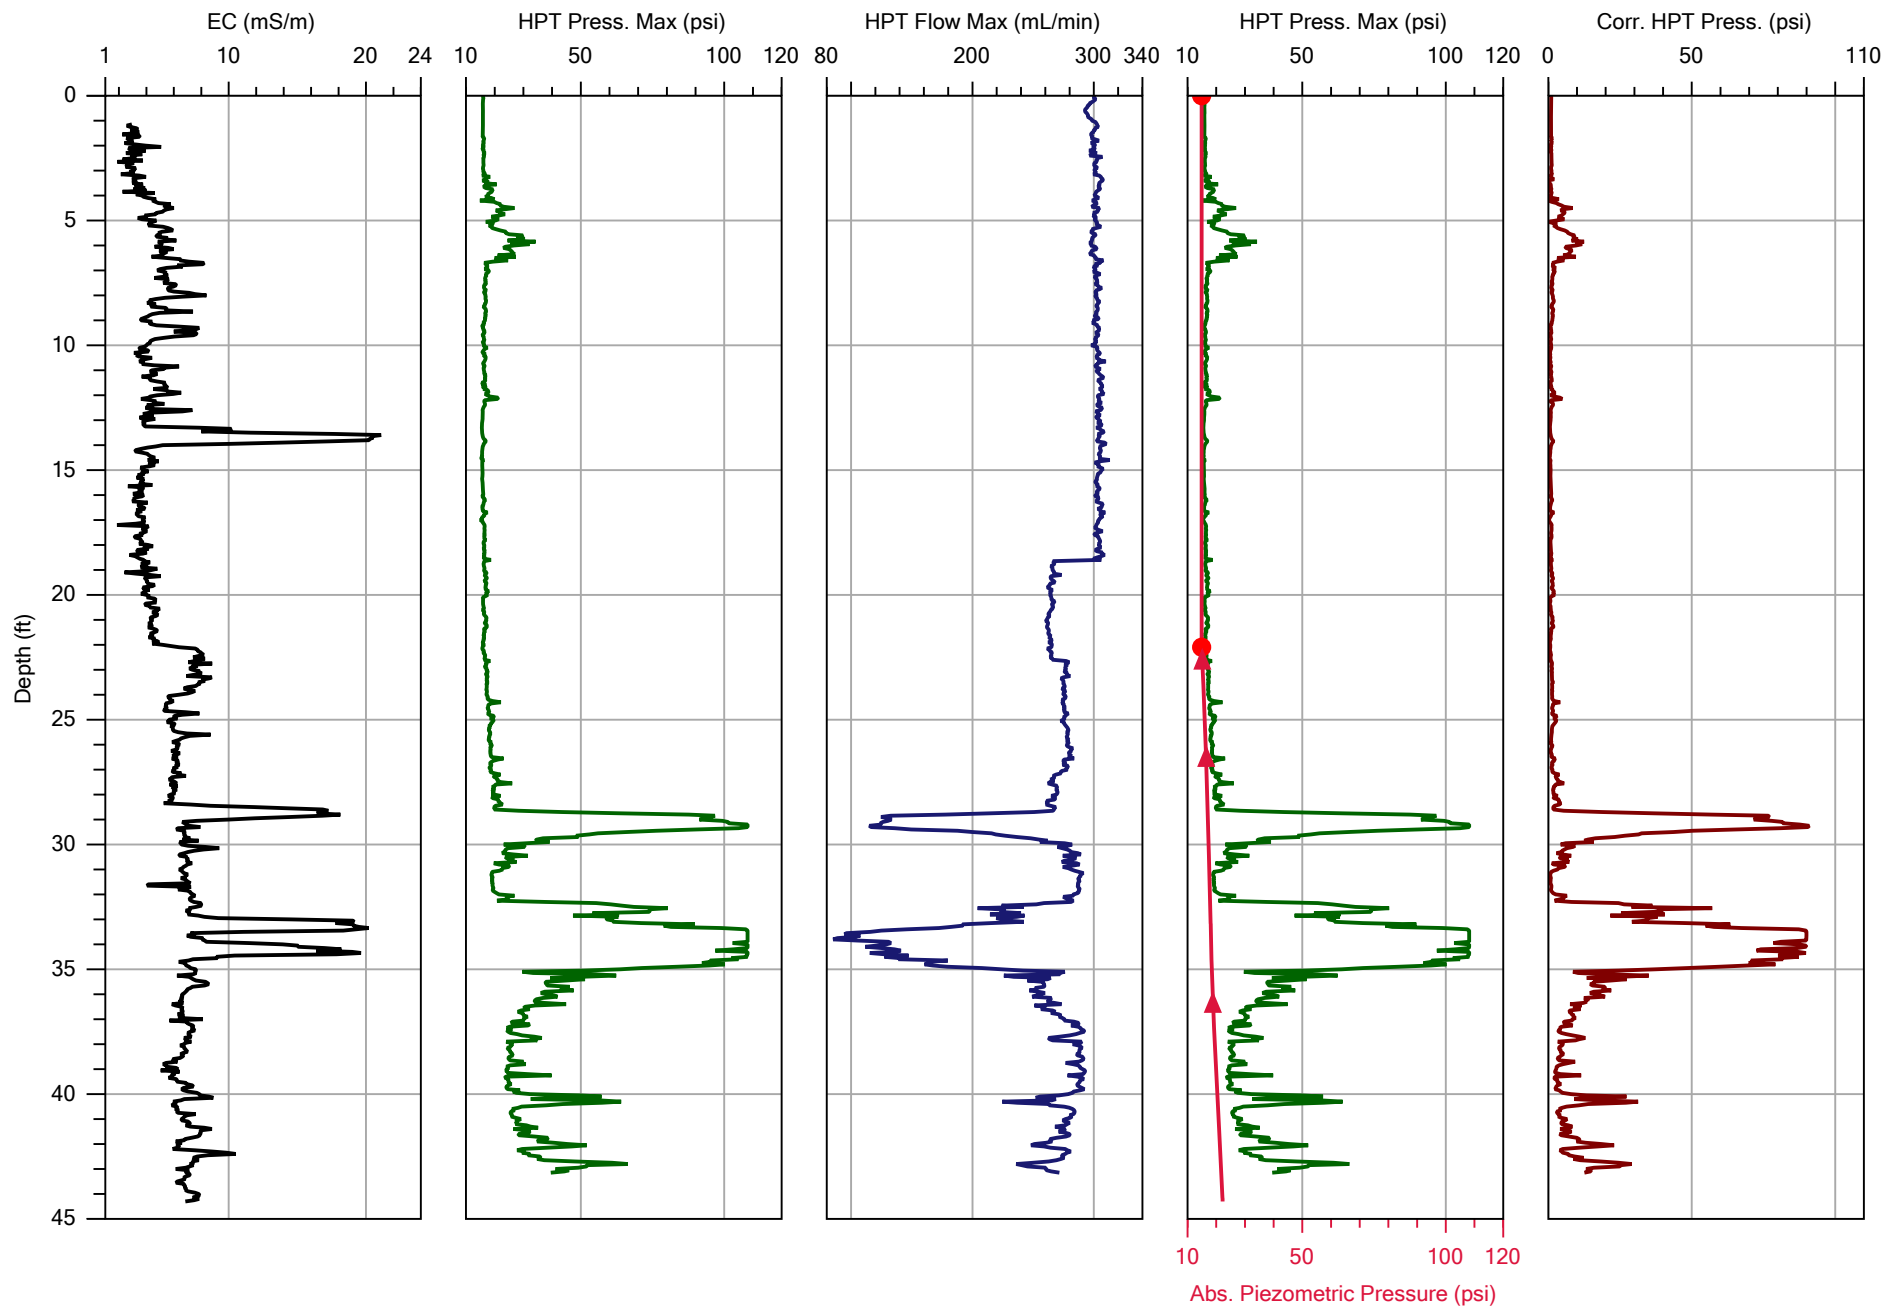 EC (mS/m) HPT Press. Max (psi) HPT Flow Max (mL/min) HPT Press. Max (psi) Corr. HPT Press. (psi)
1 10 20 24 10 50 100 120 80 200 300 340 10 50 100 120 0 50 110
0
5
10
15
20
25
30
35
40
45
Depth (ft)
10 50 100 120
Abs. Piezometric Pressure (psi)